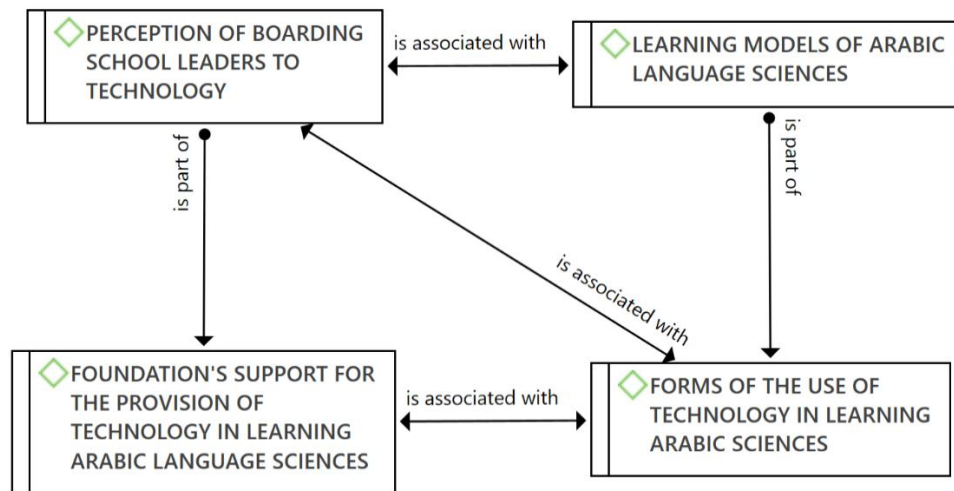 PERCEPTION OF BOARDING
SCHOOL LEADERS TO
TECHNOLOGY
is associated with
LEARNING MODELS OF ARABIC
LANGUAGE SCIENCES
is part of
is part of
is associated with
FOUNDATION'S SUPPORT FOR
THE PROVISION OF
TECHNOLOGY IN LEARNING
ARABIC LANGUAGE SCIENCES
is associated with
FORMS OF THE USE OF
TECHNOLOGY IN LEARNING
ARABIC SCIENCES